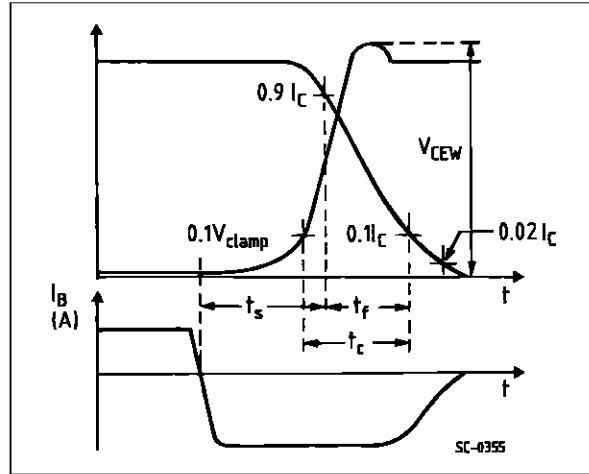 0.9 I_C
V_CEW
0.1V_clamp
0.1I_C
0.02 I_C
t
t_s
t_f
t_c
I_B
(A)
t
SC-0355